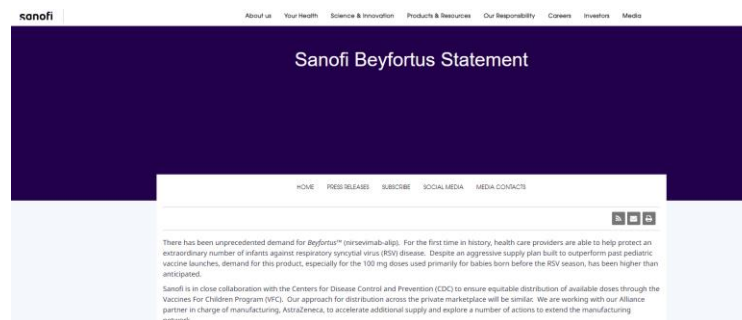 sanofi
About us Your Health Science & Innovation Products & Resources Our Responsibility Careers Investors Media
Sanofi Beyfortus Statement
HOME PRESS RELEASES SUBSCRIBE SOCIAL MEDIA MEDIA CONTACTS
There has been unprecedented demand for Beyfortus™ (nirsevimab-alip). For the first time in history, health care providers are able to help protect an
extraordinary number of infants against respiratory syncytial virus (RSV) disease. Despite an aggressive supply plan built to outperform past pediatric
vaccine launches, demand for this product, especially for the 100 mg doses used primarily for babies born before the RSV season, has been higher than
anticipated.
Sanofi is in close collaboration with the Centers for Disease Control and Prevention (CDC) to ensure equitable distribution of available doses through the
Vaccines For Children Program (VFC). Our approach for distribution across the private marketplace will be similar. We are working with our Alliance
partner in charge of manufacturing, AstraZeneca, to accelerate additional supply and explore a number of actions to extend the manufacturing
network.